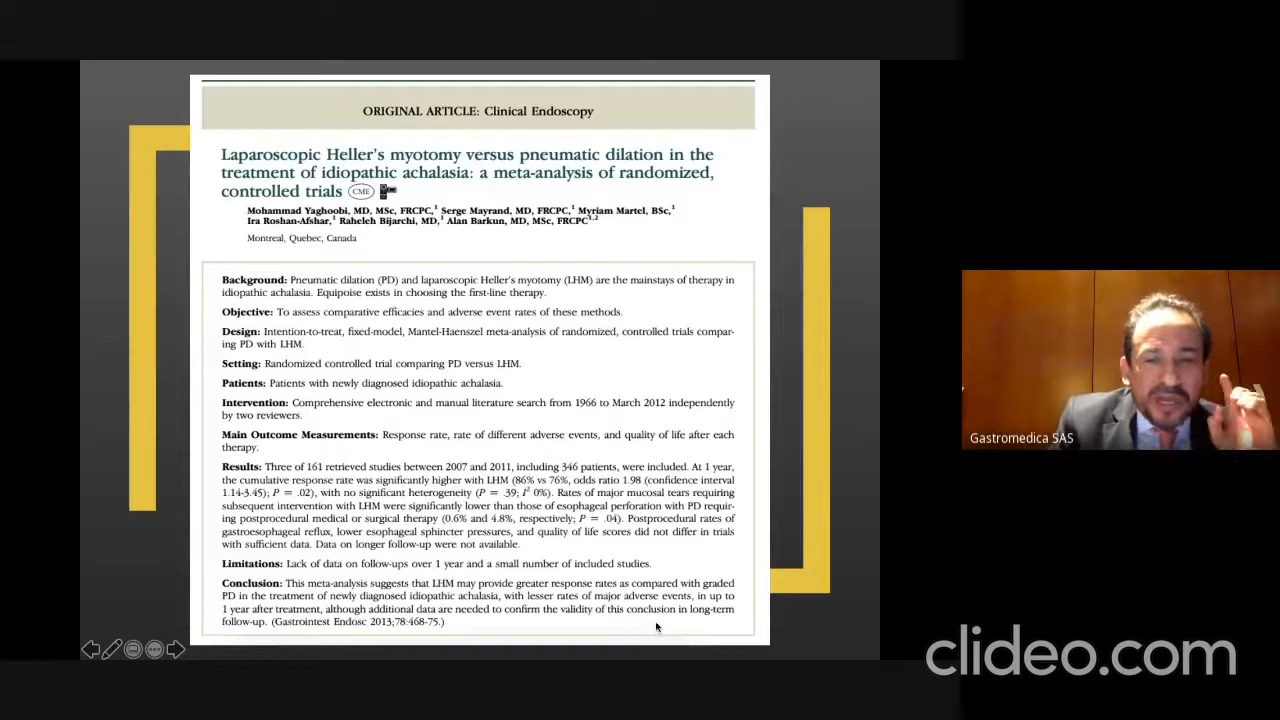 ORIGINAL ARTICLE: Clinical Endoscopy
Laparoscopic Heller's myotomy versus pneumatic dilation in the
treatment of idiopathic achalasia: a meta-analysis of randomized,
controlled trials CME
Mohammad Yaghoobi, MD, MSc, FRCPC,1 Serge Mayrand, MD, FRCPC,1 Myriam Martel, BSc,1
Ira Roshan-Afshar,1 Raheleh Bijarchi, MD,1 Alan Barkun, MD, MSc, FRCPC1,2
Montreal, Quebec, Canada
Background: Pneumatic dilation (PD) and laparoscopic Heller's myotomy (LHM) are the mainstays of therapy in
idiopathic achalasia. Equipoise exists in choosing the first-line therapy.
Objective: To assess comparative efficacies and adverse event rates of these methods.
Design: Intention-to-treat, fixed-model, Mantel-Haenszel meta-analysis of randomized, controlled trials compar-
ing PD with LHM.
Setting: Randomized controlled trial comparing PD versus LHM.
Patients: Patients with newly diagnosed idiopathic achalasia.
Intervention: Comprehensive electronic and manual literature search from 1966 to March 2012 independently
by two reviewers.
Main Outcome Measurements: Response rate, rate of different adverse events, and quality of life after each
therapy.
Results: Three of 161 retrieved studies between 2007 and 2011, including 346 patients, were included. At 1 year,
the cumulative response rate was significantly higher with LHM (86% vs 76%, odds ratio 1.98 (confidence interval
1.14-3.45); P = .02), with no significant heterogeneity (P = .39; I2 0%). Rates of major mucosal tears requiring
subsequent intervention with LHM were significantly lower than those of esophageal perforation with PD requir-
ing postprocedural medical or surgical therapy (0.6% and 4.8%, respectively; P = .04). Postprocedural rates of
gastroesophageal reflux, lower esophageal sphincter pressures, and quality of life scores did not differ in trials
with sufficient data. Data on longer follow-up were not available.
Limitations: Lack of data on follow-ups over 1 year and a small number of included studies.
Conclusion: This meta-analysis suggests that LHM may provide greater response rates as compared with graded
PD in the treatment of newly diagnosed idiopathic achalasia, with lesser rates of major adverse events, in up to
1 year after treatment, although additional data are needed to confirm the validity of this conclusion in long-term
follow-up. (Gastrointest Endosc 2013;78:468-75.)
Gastromedica SAS
clideo.com